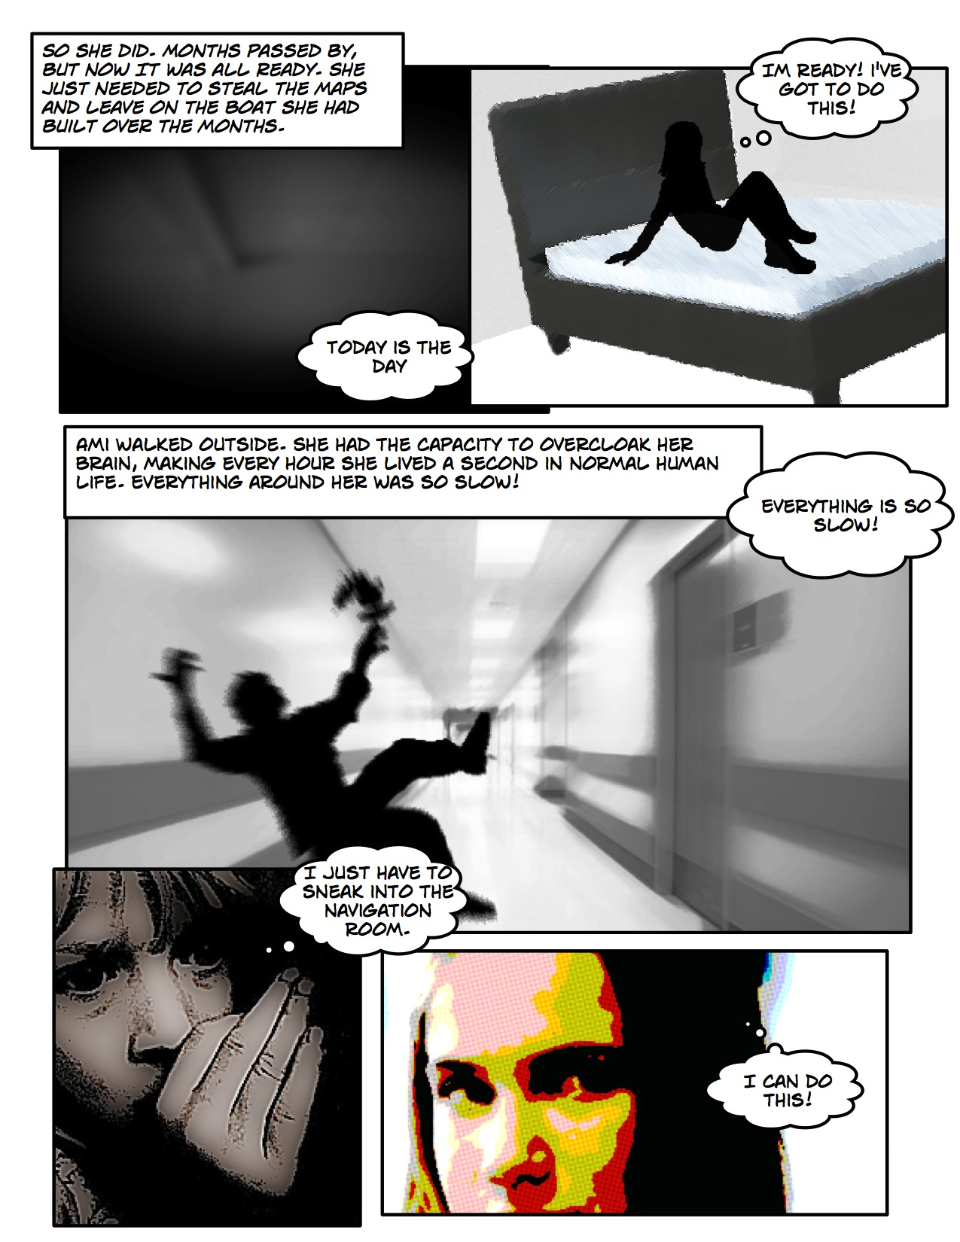 SO SHE DID. MONTHS PASSED BY,
BUT NOW IT WAS ALL READY. SHE
JUST NEEDED TO STEAL THE MAPS
AND LEAVE ON THE BOAT SHE HAD
BUILT OVER THE MONTHS.
TODAY IS THE
DAY
IM READY! I'VE
GOT TO DO
THIS!
AMI WALKED OUTSIDE. SHE HAD THE CAPACITY TO OVERCLOAK HER
BRAIN, MAKING EVERY HOUR SHE LIVED A SECOND IN NORMAL HUMAN
LIFE. EVERYTHING AROUND HER WAS SO SLOW!
EVERYTHING IS SO
SLOW!
I JUST HAVE TO
SNEAK INTO THE
NAVIGATION
ROOM.
I CAN DO
THIS!